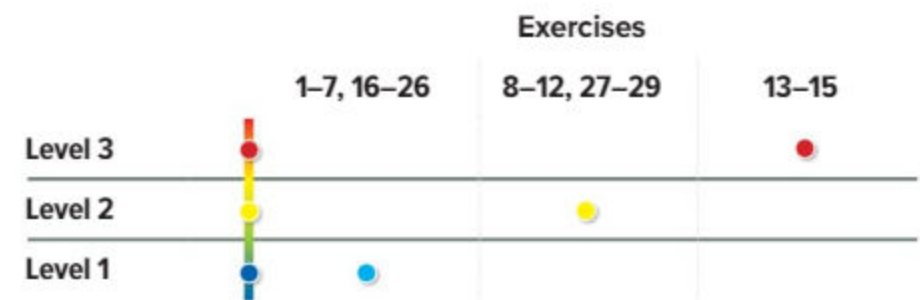 Exercises
1–7, 16–26 8–12, 27–29 13–15
Level 3
Level 2
Level 1